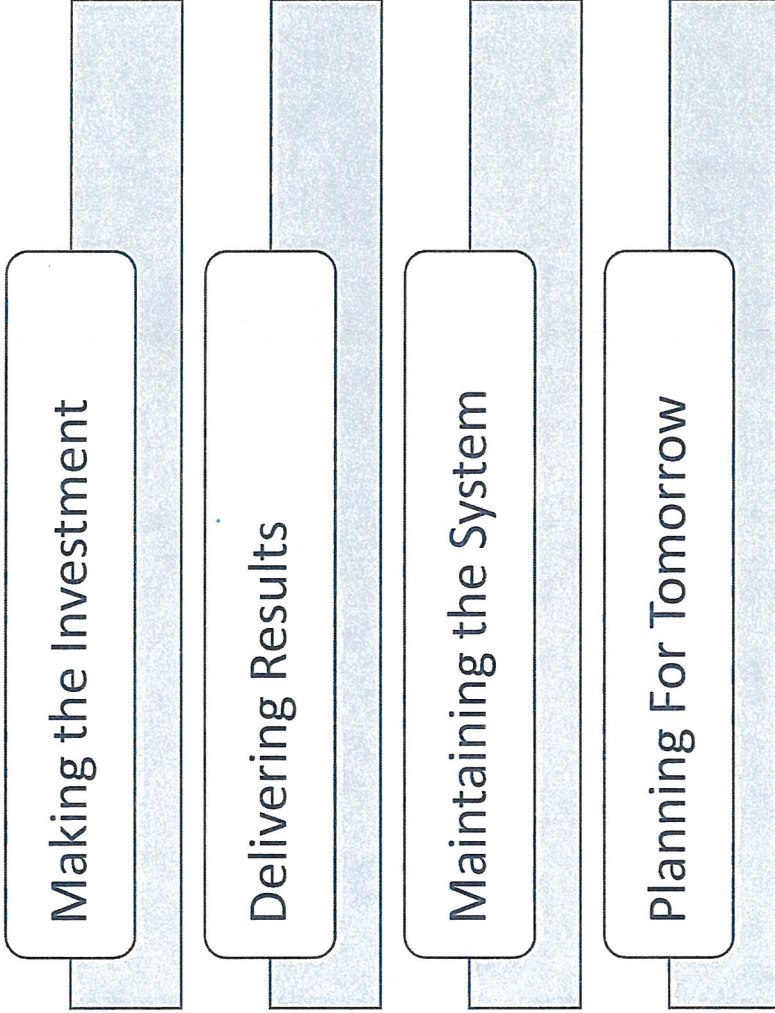 Making the Investment
Delivering Results
Maintaining the System
Planning For Tomorrow